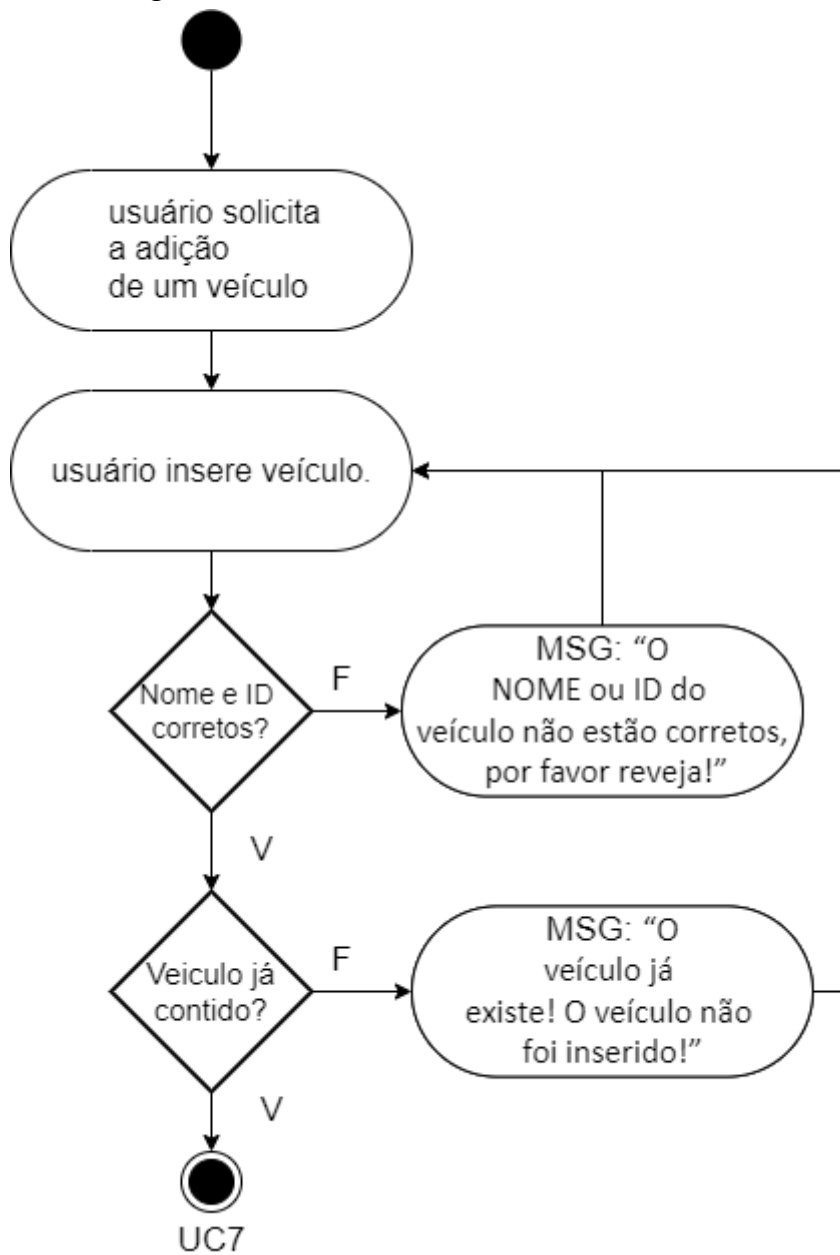 usuário solicita
a adição
de um veículo
usuário insere veículo.
Nome e ID
corretos?
F
MSG: “O
NOME ou ID do
veículo não estão corretos,
por favor reveja!”
V
Veiculo já
contido?
F
MSG: “O
veículo já
existe! O veículo não
foi inserido!”
V
UC7